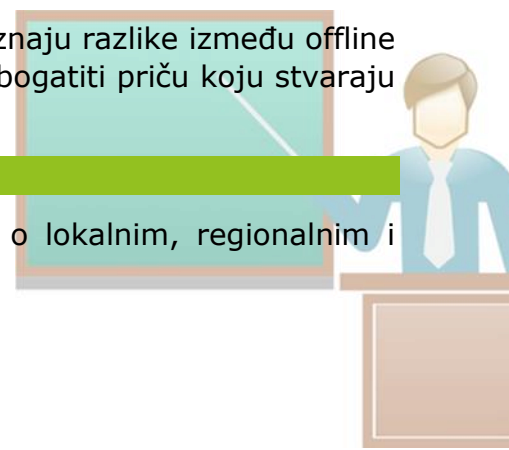 znaju razlike između offline
bogatiti priču koju stvaraju
o lokalnim, regionalnim i